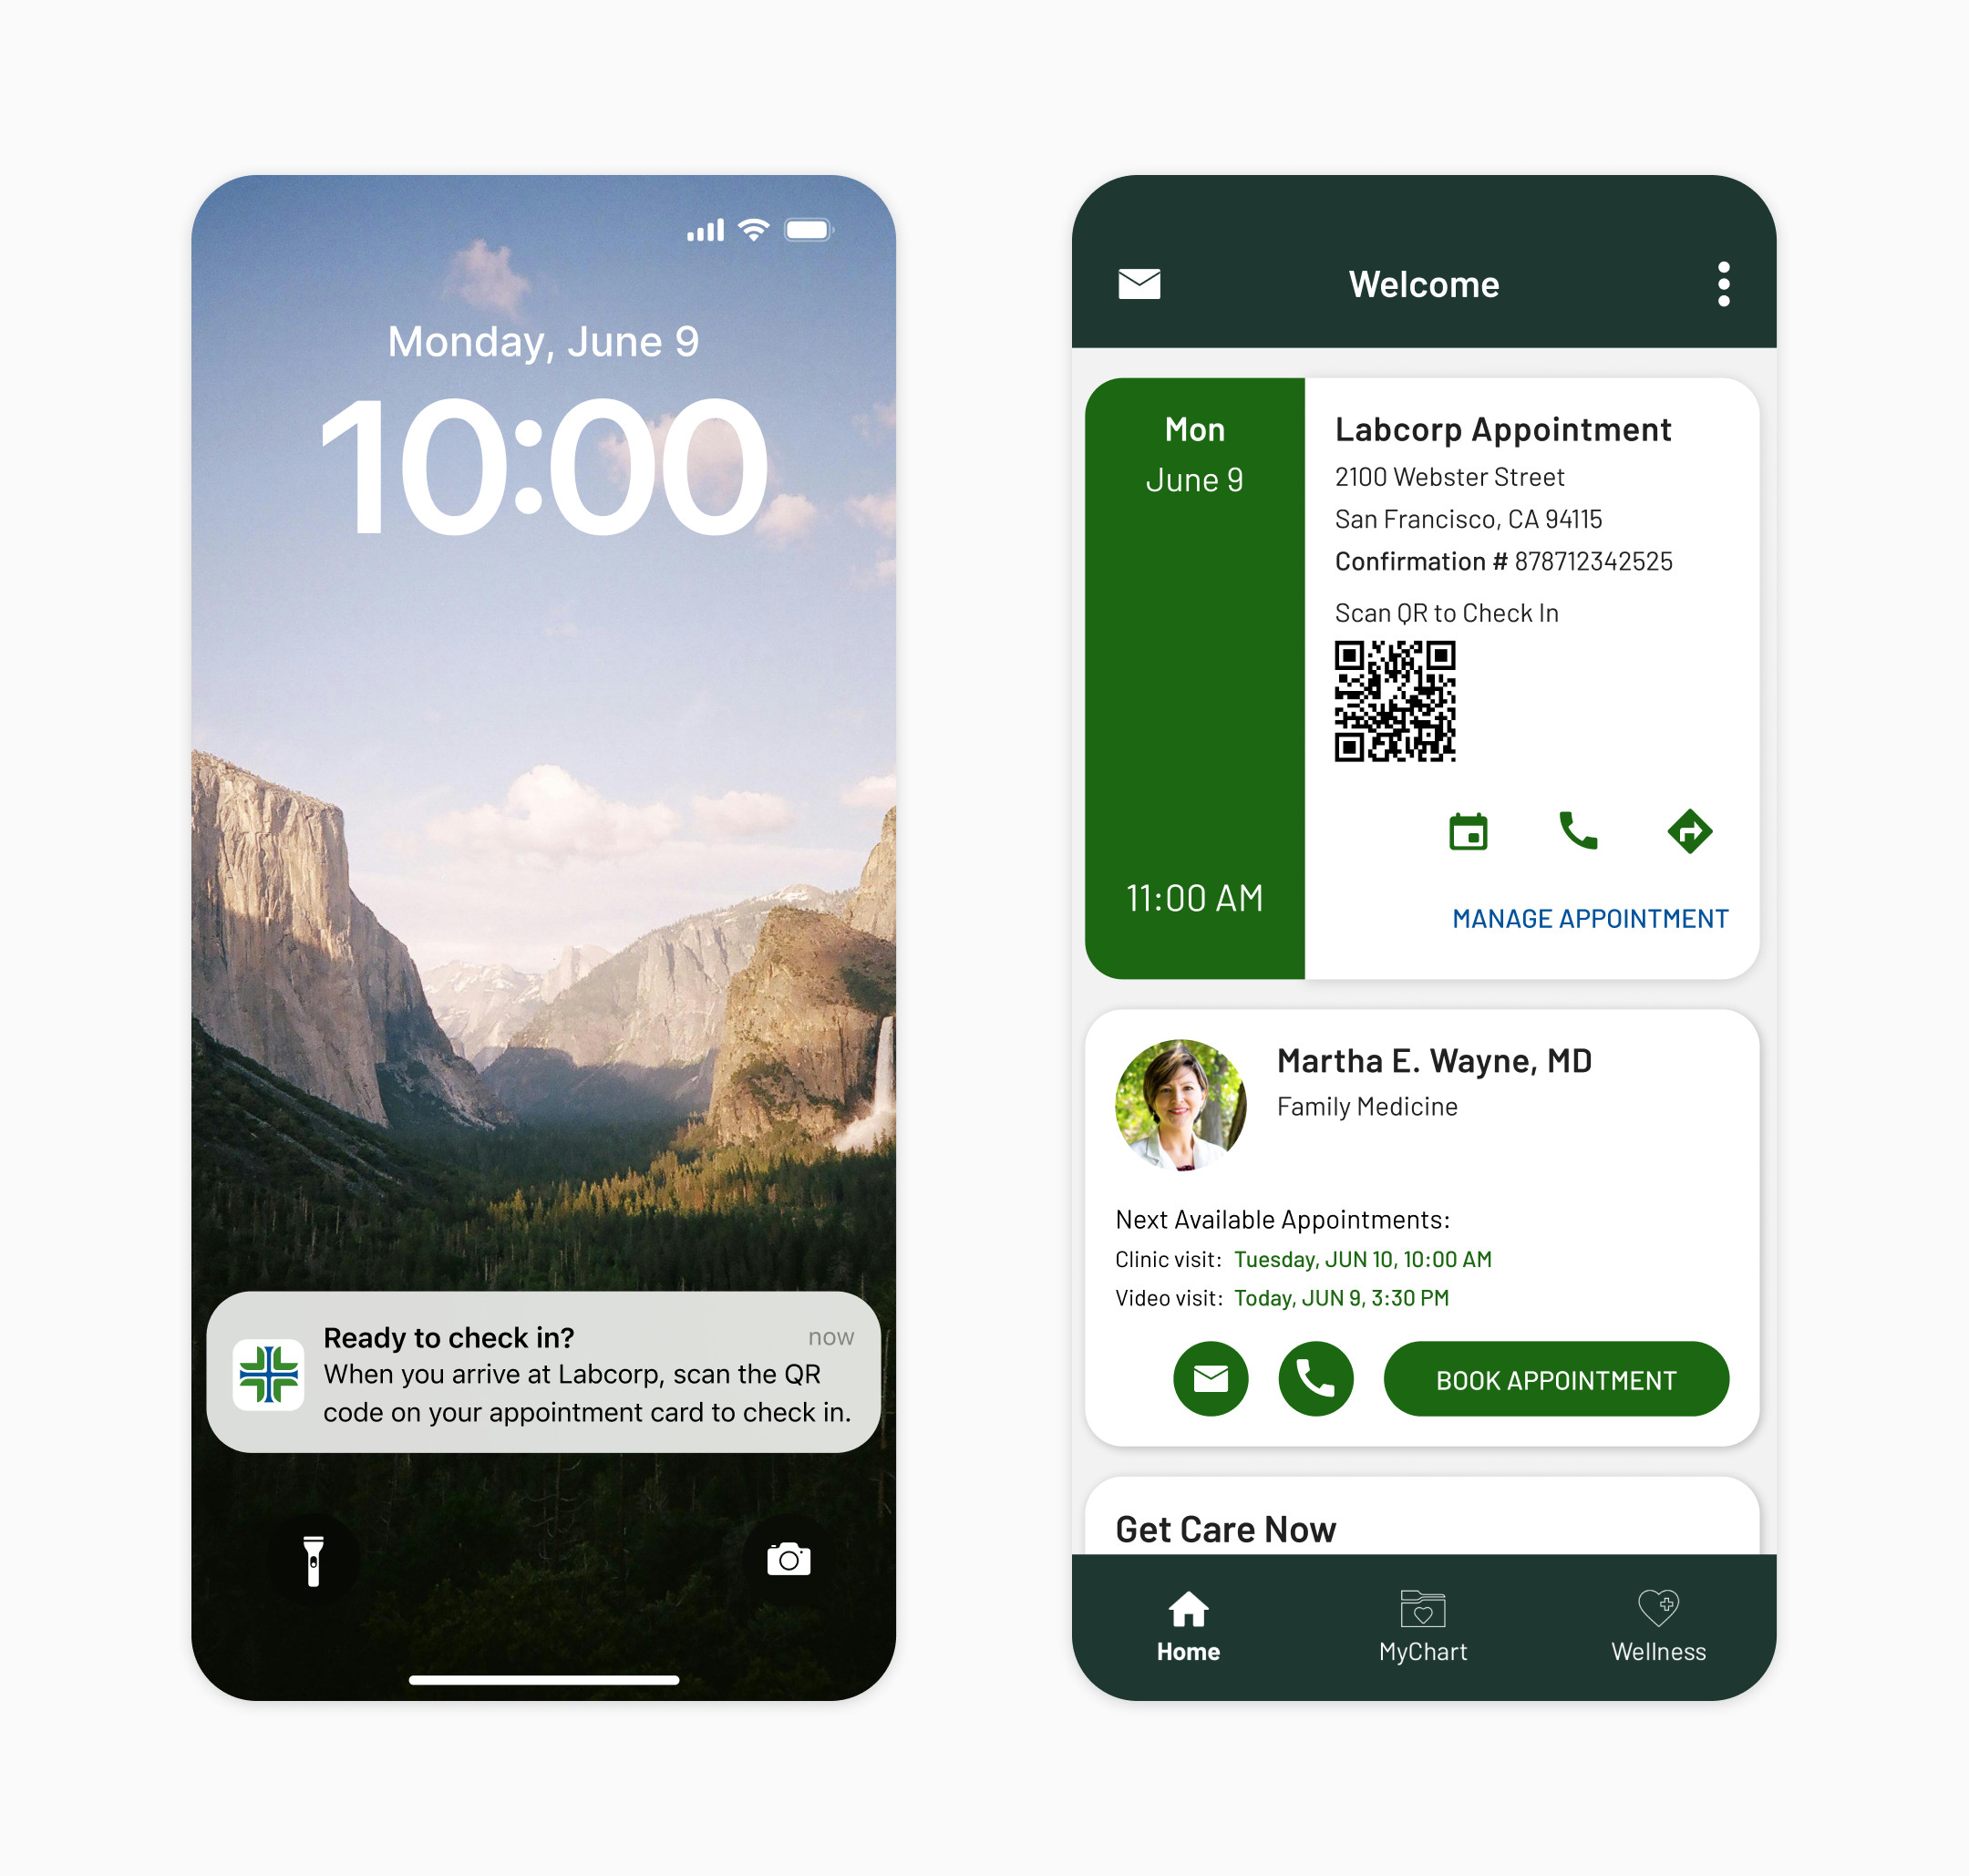 Monday, June 9
10:00
Ready to check in?
now
When you arrive at Labcorp, scan the QR
code on your appointment card to check in.
Welcome
Mon
June 9
11:00 AM
Labcorp Appointment
2100 Webster Street
San Francisco, CA 94115
Confirmation # 878712342525
Scan QR to Check In
MANAGE APPOINTMENT
Martha E. Wayne, MD
Family Medicine
Next Available Appointments:
Clinic visit: Tuesday, JUN 10, 10:00 AM
Video visit: Today, JUN 9, 3:30 PM
BOOK APPOINTMENT
Get Care Now
Home
MyChart
Wellness